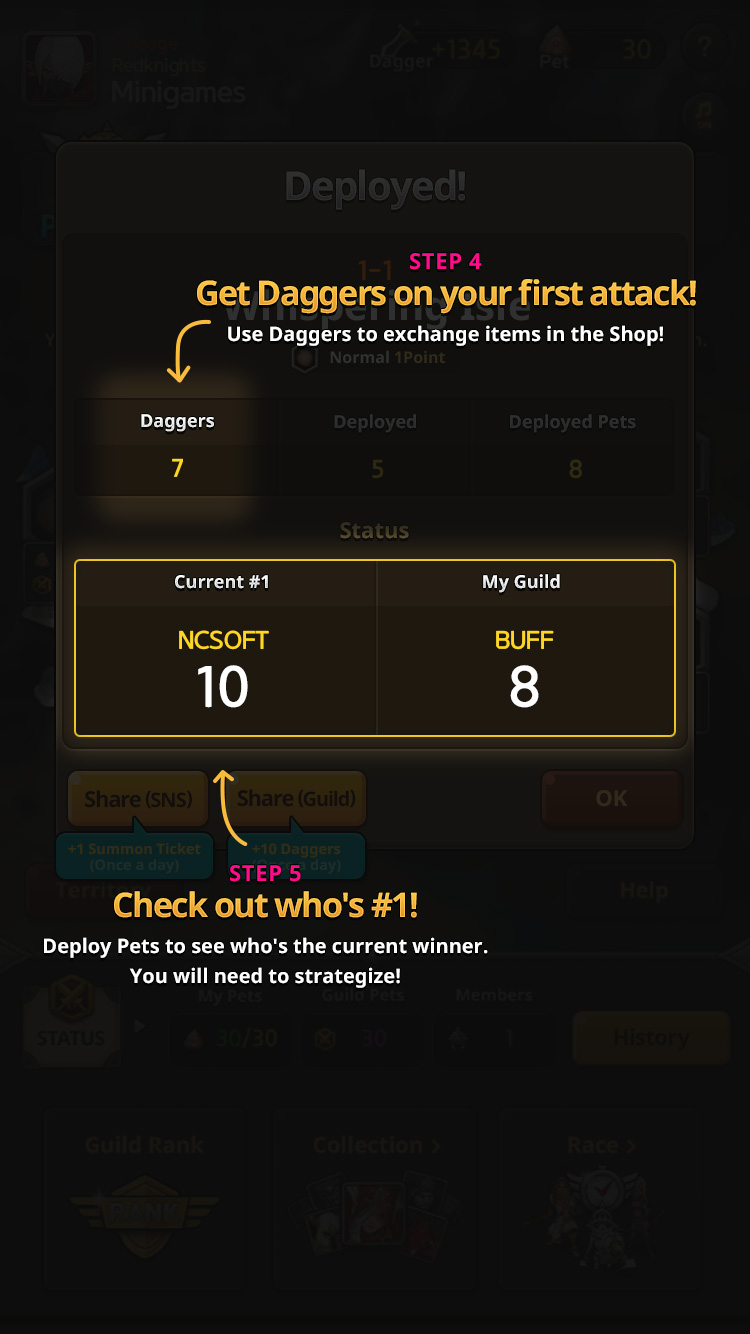 Redknights
Minigames
Dagger +1345
Pet 30
?
Deployed!
1-1
STEP 4
Get Daggers on your first attack!
Whispering Isle
Use Daggers to exchange items in the Shop!
Normal 1Point
Daggers
Deployed
Deployed Pets
7
5
8
Status
Current #1
My Guild
NCSOFT
BUFF
10
8
Share (SNS)
Share (Guild)
OK
+1 Summon Ticket
(Once a day)
+10 Daggers
(Once a day)
STEP 5
Territory
Help
Check out who's #1!
Deploy Pets to see who's the current winner.
You will need to strategize!
My Pets
Guild Pets
Members
STATUS
30/30
30
1
History
Guild Rank
Collection >
Race >
RANK